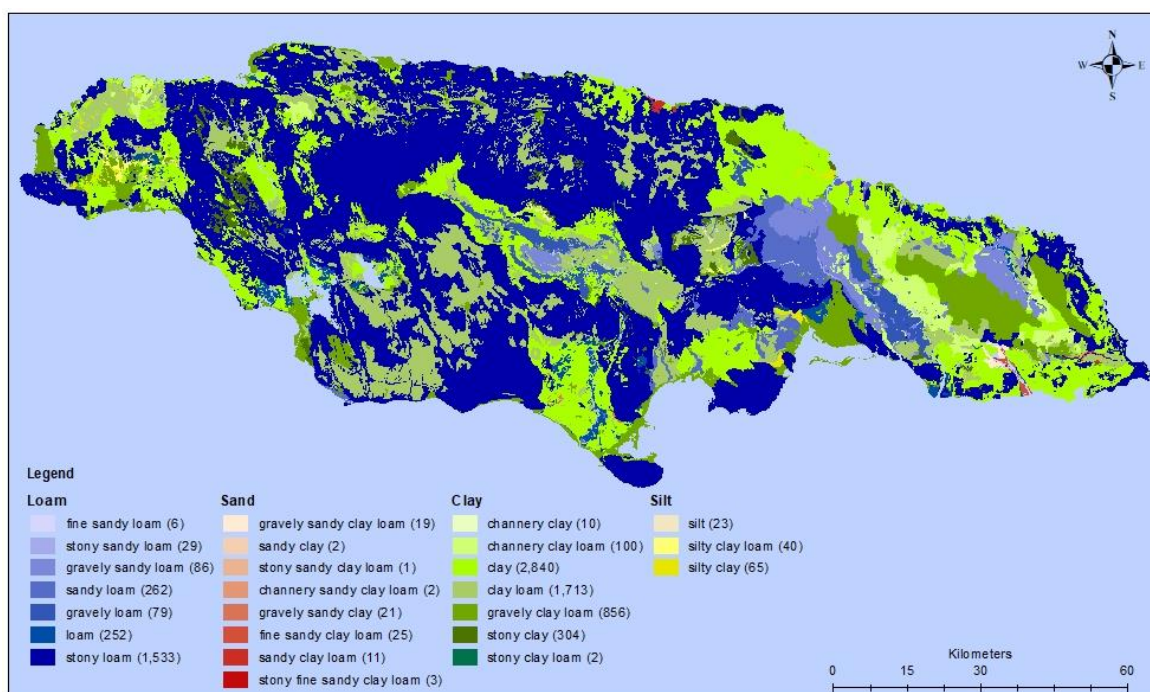 N
W E
S
Legend
Loam
fine sandy loam (6)
stony sandy loam (29)
gravely sandy loam (86)
sandy loam (262)
gravely loam (79)
loam (252)
stony loam (1,533)
Sand
gravely sandy clay loam (19)
sandy clay (2)
stony sandy clay loam (1)
channery sandy clay loam (2)
gravely sandy clay (21)
fine sandy clay loam (25)
sandy clay loam (11)
stony fine sandy clay loam (3)
Clay
channery clay (10)
channery clay loam (100)
clay (2,840)
clay loam (1,713)
gravely clay loam (856)
stony clay (304)
stony clay loam (2)
Silt
silt (23)
silty clay loam (40)
silty clay (65)
Kilometers
0 15 30 60